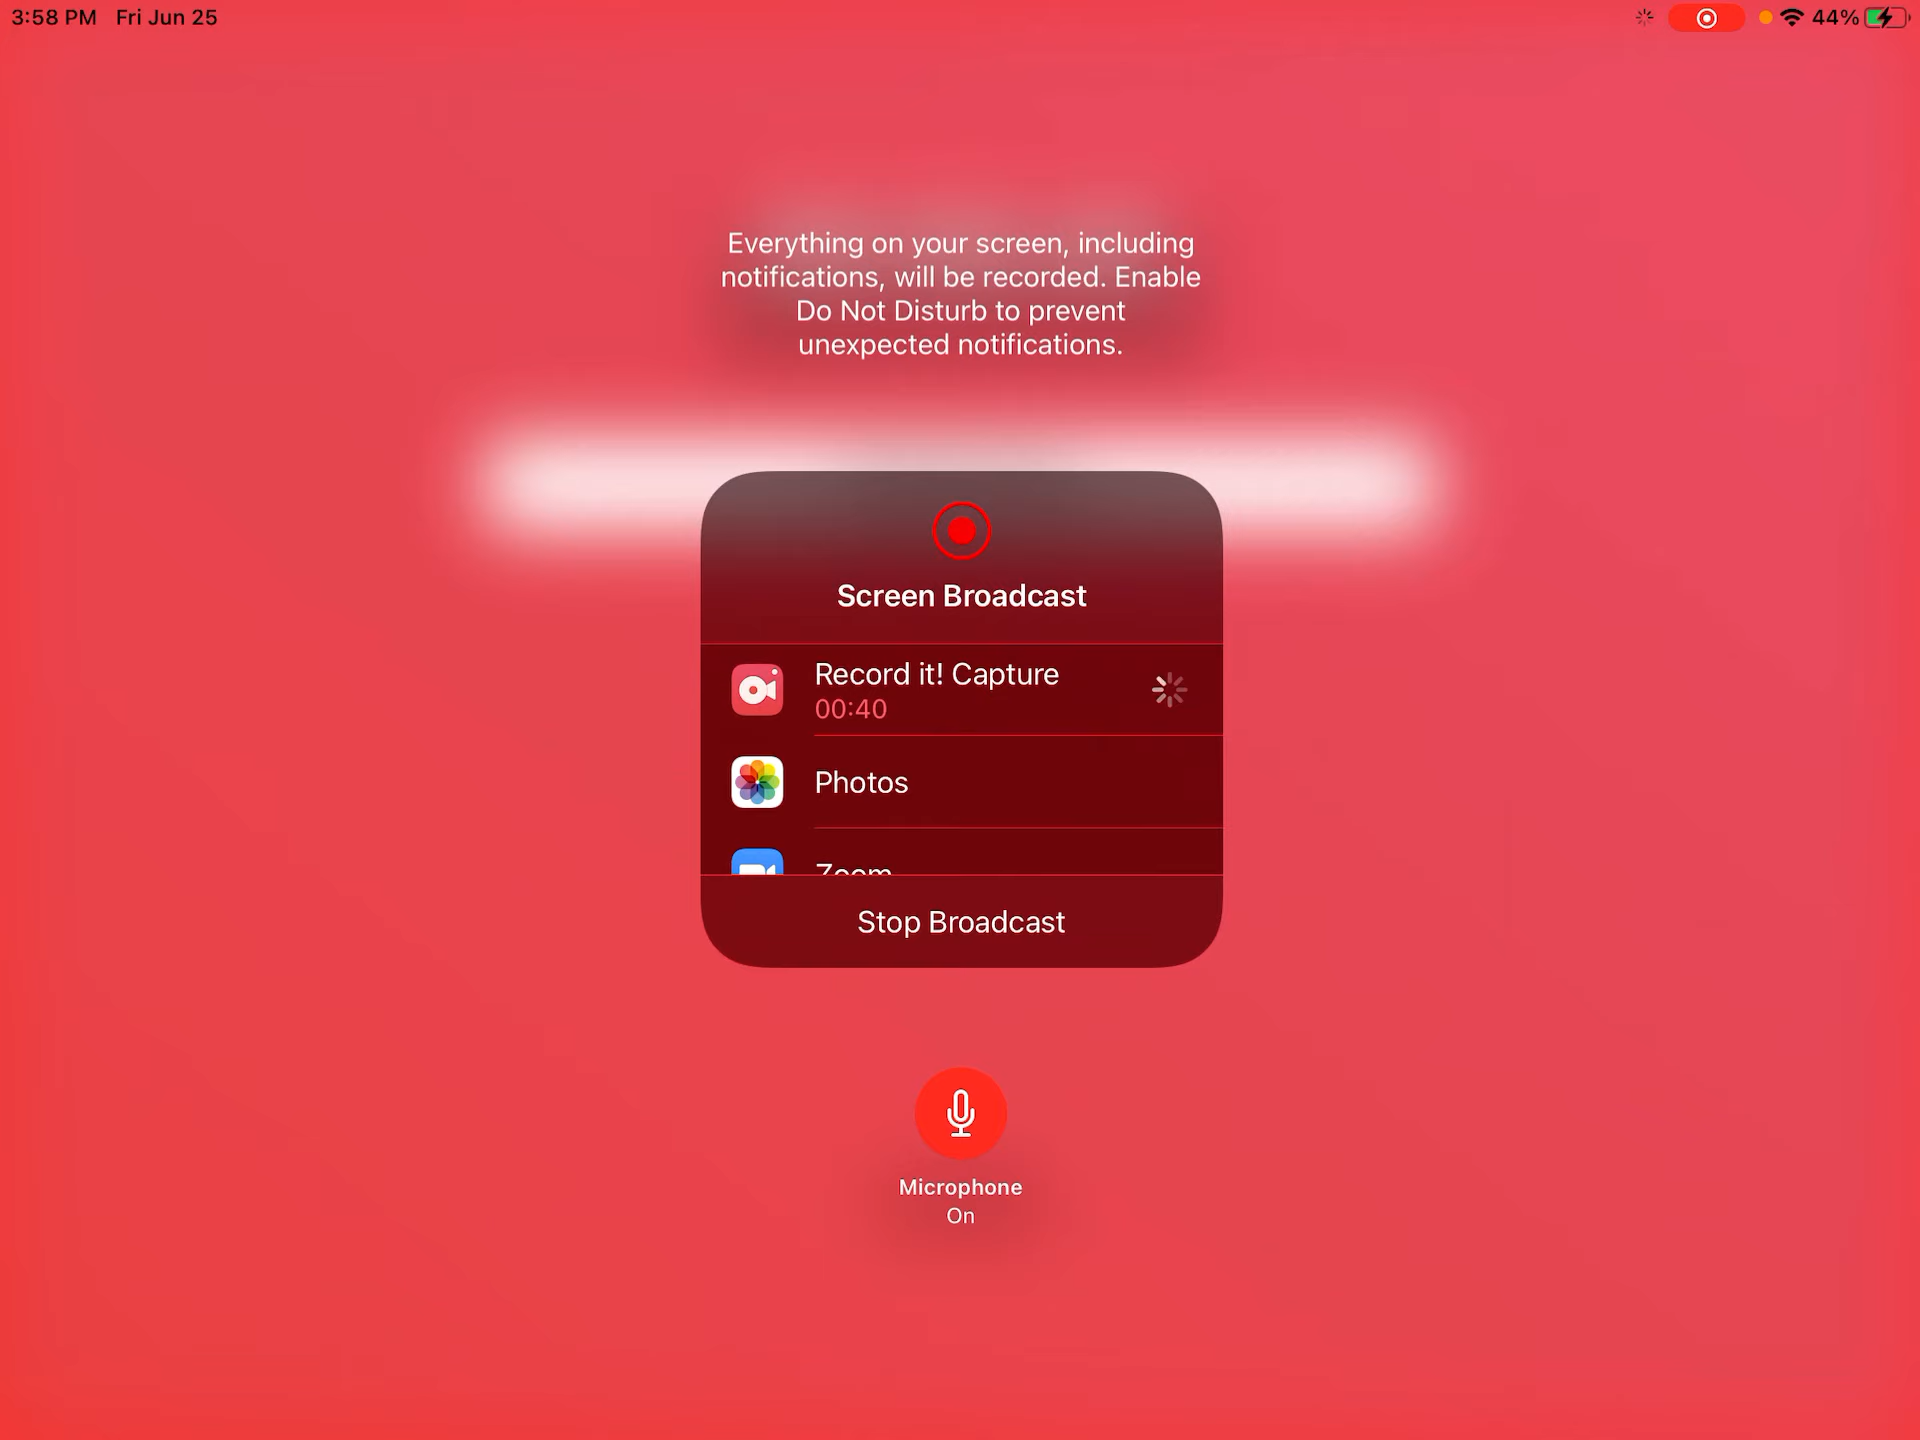 3:58 PM Fri Jun 25
44%
Everything on your screen, including
notifications, will be recorded. Enable
Do Not Disturb to prevent
unexpected notifications.
Screen Broadcast
Record it! Capture
00:40
Photos
Zoom
Stop Broadcast
Microphone
On